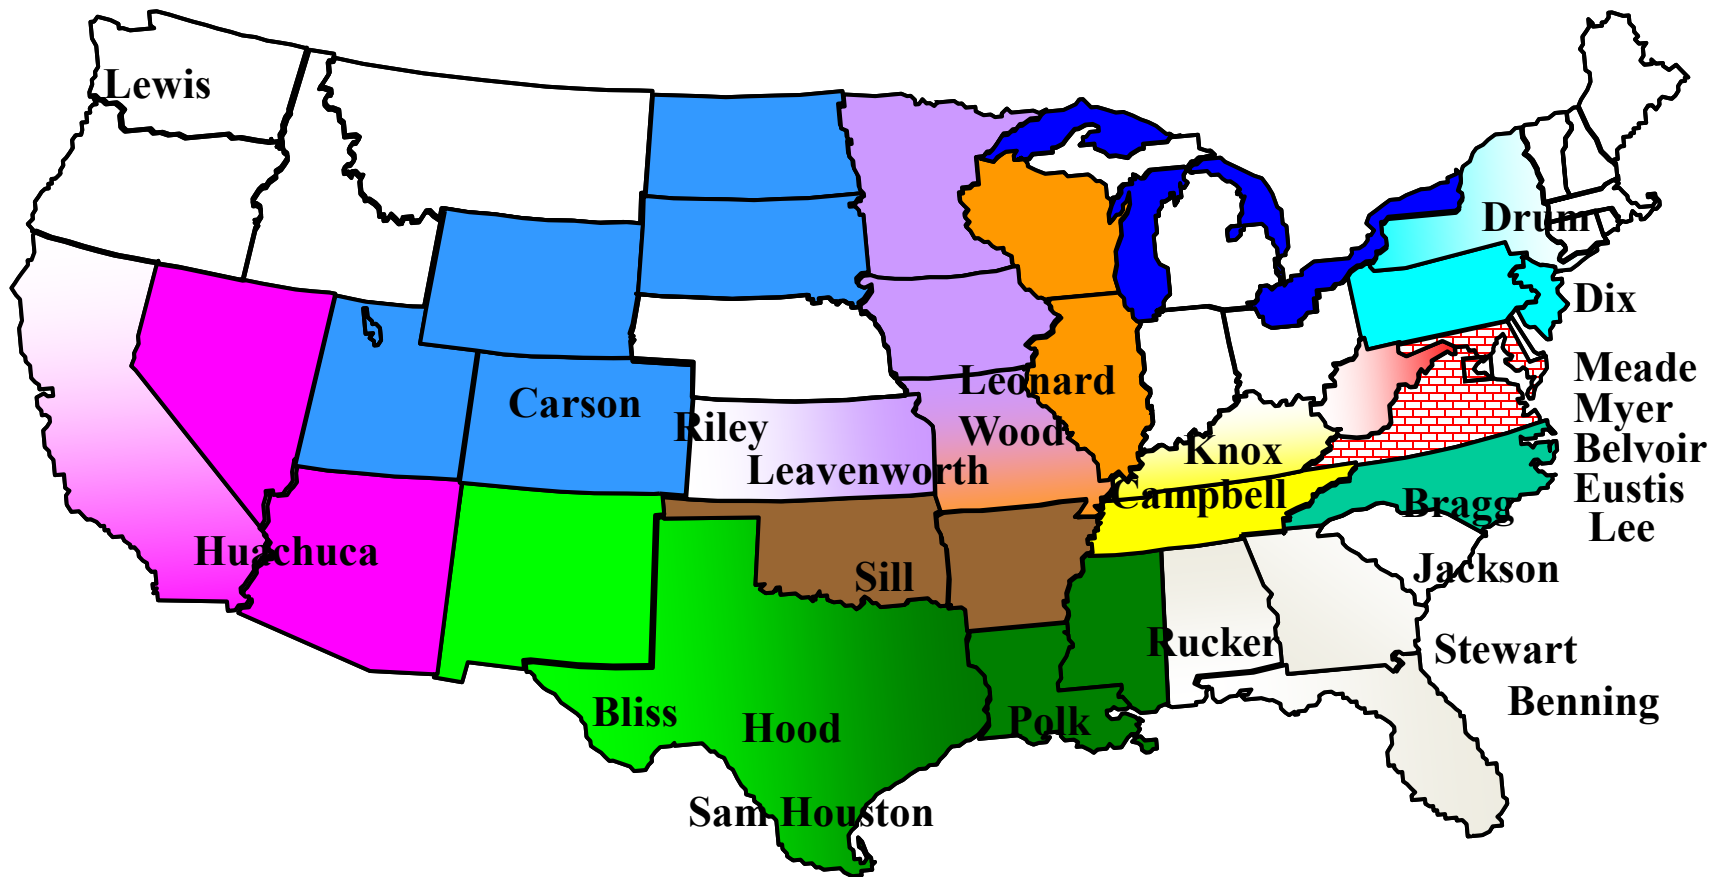 Lewis
Drum
Dix
Carson
Leonard
Wood
Meade
Myer
Riley
Knox
Belvoir
Leavenworth
Campbell
Eustis
Bragg
Lee
Huachuca
Sill
Jackson
Rucker
Stewart
Bliss
Hood
Polk
Benning
Sam Houston